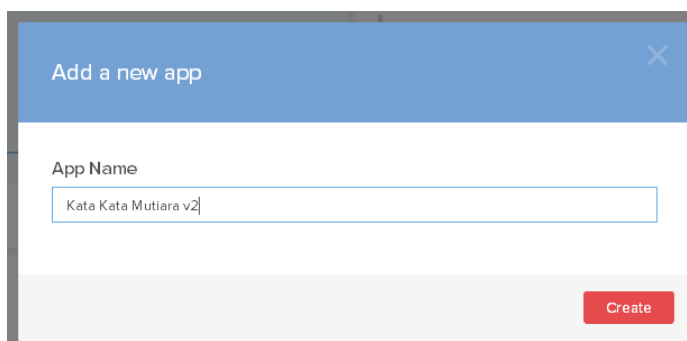 Add a new app
App Name
Kata Kata Mutiara v2
Create